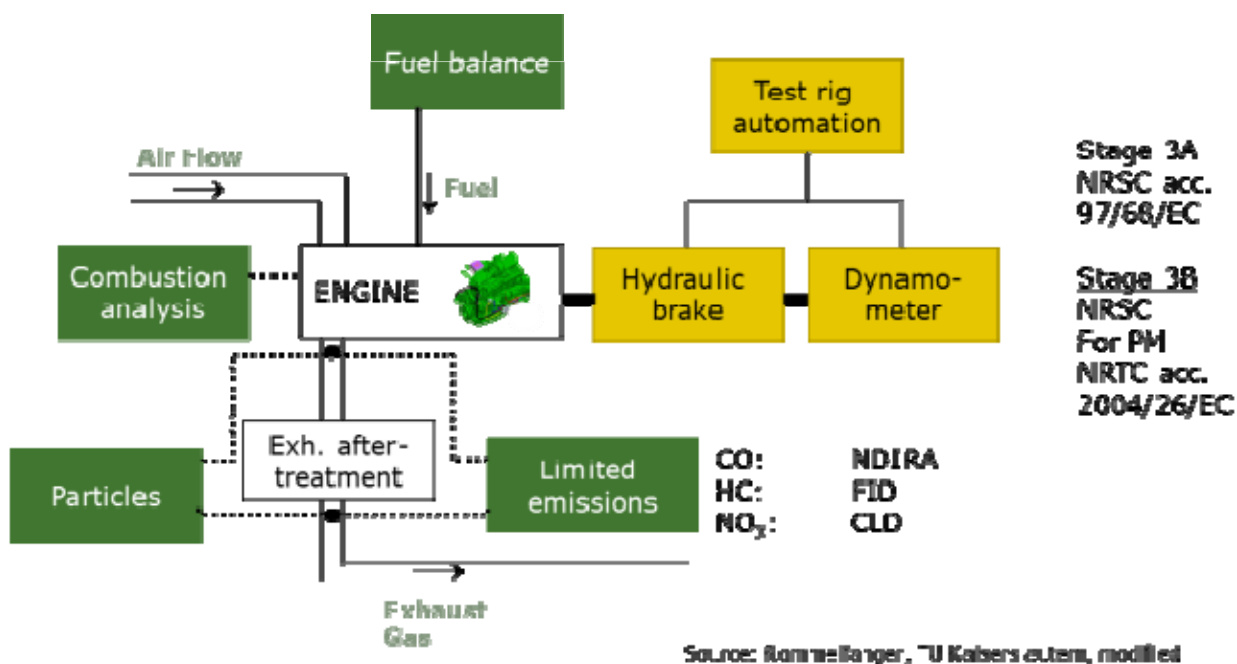 Fuel balance
Test rig
automation
Air Flow
Fuel
Stage 3A
NRSC acc.
97/68/EC
Combustion
analysis
ENGINE
Hydraulic
brake
Dynamo-
meter
Stage 3B
NRSC
For PM
NRTC acc.
2004/26/EC
Exh. after-
treatment
Particles
Limited
emissions
CO: NDIRA
HC: FID
NOx: CLD
Exhaust
Gas
Source: TU modified